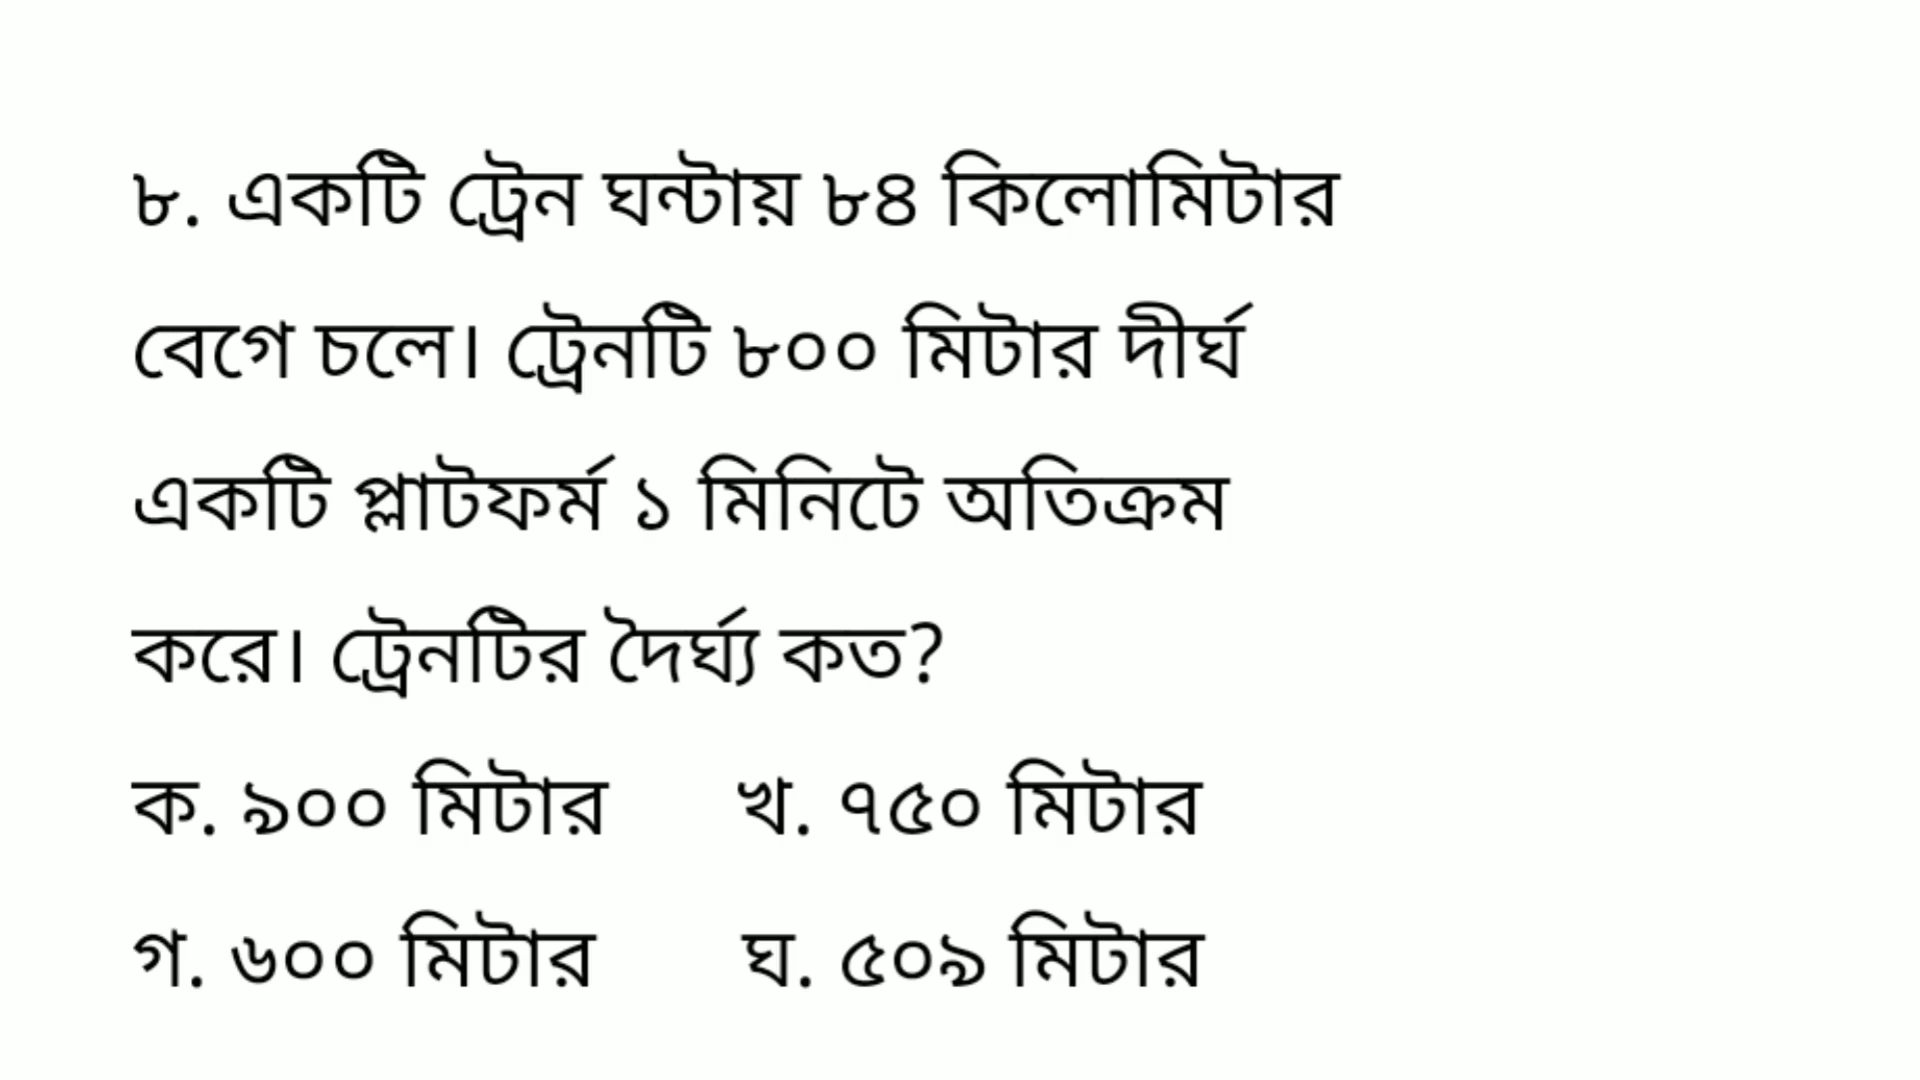 ৮. একটি ট্রেন ঘন্টায় ৮৪ কিলোমিটার
বেগে চলে। ট্রেনটি ৮০০ মিটার দীর্ঘ
একটি প্লাটফর্ম ১ মিনিটে অতিক্রম
করে। ট্রেনটির দৈর্ঘ্য কত?
ক. ৯০০ মিটার খ. ৭৫০ মিটার
গ. ৬০০ মিটার ঘ. ৫০৯ মিটার